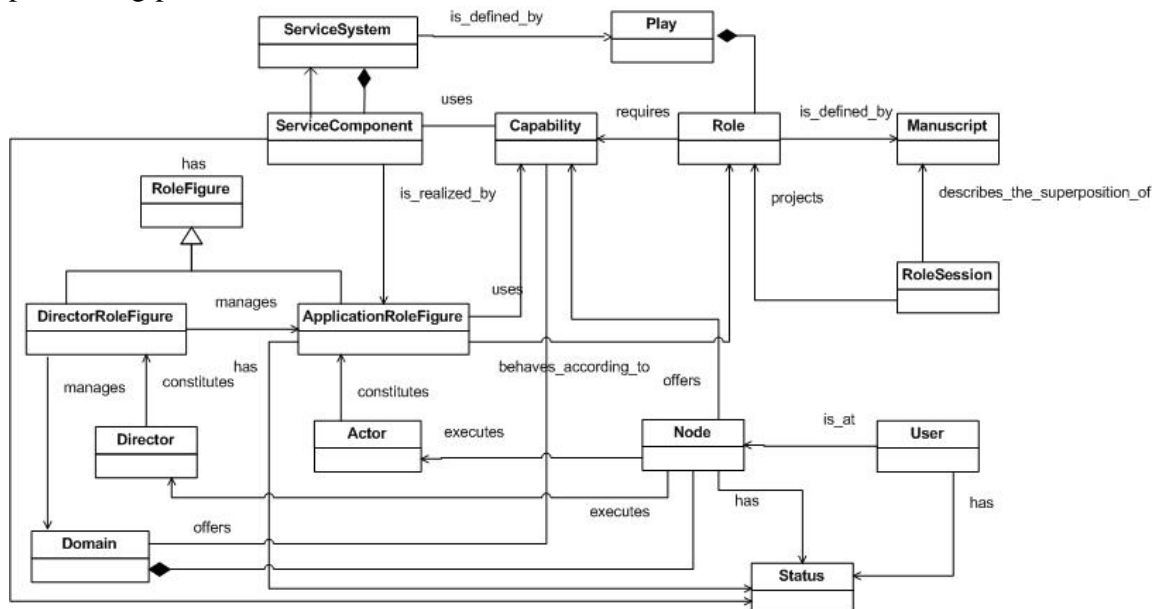 is_defined_by
ServiceSystem
Play
uses
requires
is_defined_by
ServiceComponent
Capability
Role
Manuscript
has
RoleFigure
is_realized_by
projects
describes_the_superposition_of
RoleSession
manages
uses
DirectorRoleFigure
ApplicationRoleFigure
has
behaves_according_to
manages
constitutes
constitutes
offers
is_at
Director
Actor
executes
Node
User
has
has
executes
offers
Domain
Status